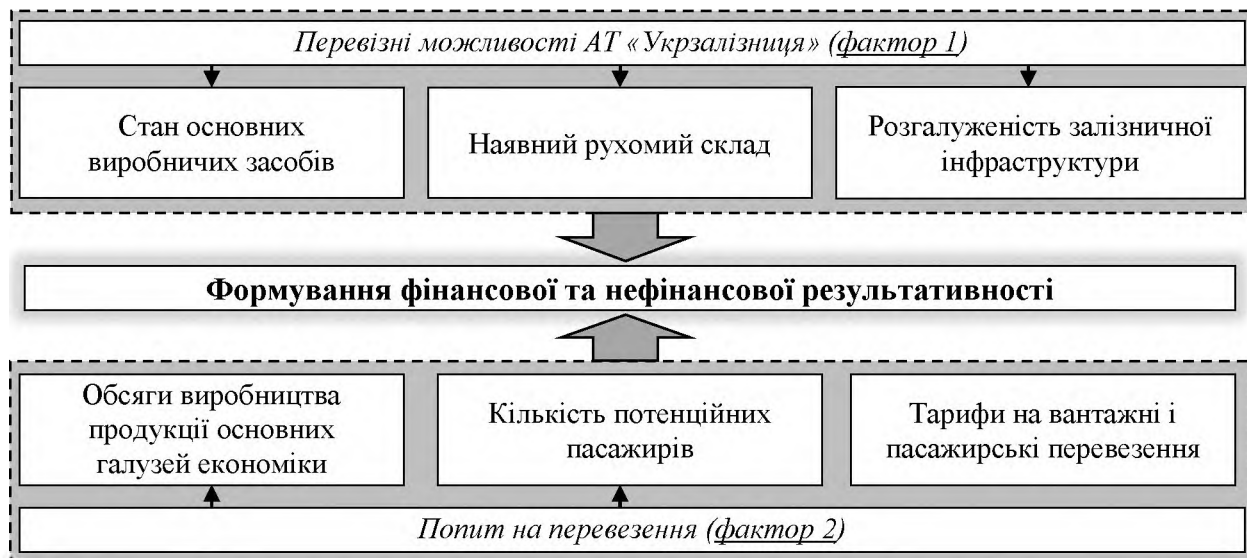 Перевізні можливості АТ «Укрзалізниця» (фактор 1)
Стан основних
виробничих засобів
Наявний рухомий склад
Розгалуженість залізничної
інфраструктури
Формування фінансової та нефінансової результативності
Обсяги виробництва
продукції основних
галузей економіки
Кількість потенційних
пасажирів
Тарифи на вантажні і
пасажирські перевезення
Попит на перевезення (фактор 2)